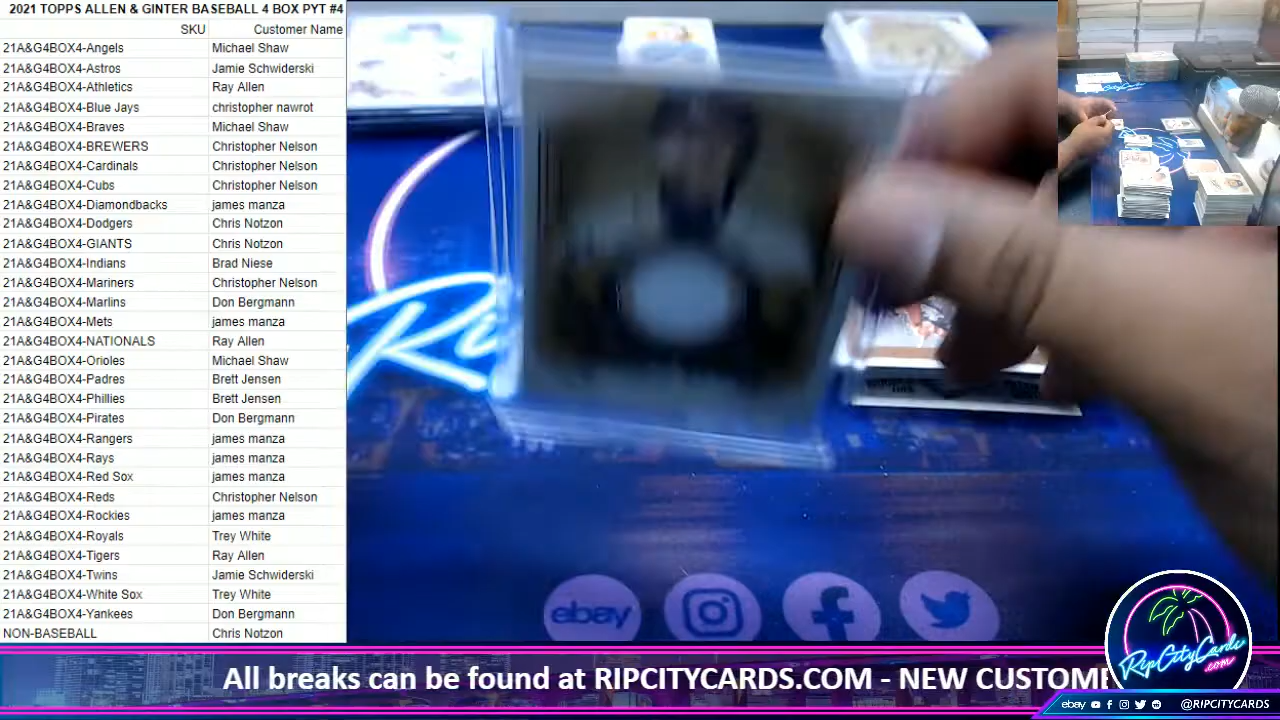 2021 TOPPS ALLEN & GINTER BASEBALL 4 BOX PYT #4
SKU Customer Name
21A&G4BOX4-Angels Michael Shaw
21A&G4BOX4-Astros Jamie Schwiderski
21A&G4BOX4-Athletics Ray Allen
21A&G4BOX4-Blue Jays christopher nawrot
21A&G4BOX4-Braves Michael Shaw
21A&G4BOX4-BREWERS Christopher Nelson
21A&G4BOX4-Cardinals Christopher Nelson
21A&G4BOX4-Cubs Christopher Nelson
21A&G4BOX4-Diamondbacks james manza
21A&G4BOX4-Dodgers Chris Notzon
21A&G4BOX4-GIANTS Chris Notzon
21A&G4BOX4-Indians Brad Niese
21A&G4BOX4-Mariners Christopher Nelson
21A&G4BOX4-Marlins Don Bergmann
21A&G4BOX4-Mets james manza
21A&G4BOX4-NATIONALS Ray Allen
21A&G4BOX4-Orioles Michael Shaw
21A&G4BOX4-Padres Brett Jensen
21A&G4BOX4-Phillies Brett Jensen
21A&G4BOX4-Pirates Don Bergmann
21A&G4BOX4-Rangers james manza
21A&G4BOX4-Rays james manza
21A&G4BOX4-Red Sox james manza
21A&G4BOX4-Reds Christopher Nelson
21A&G4BOX4-Rockies james manza
21A&G4BOX4-Royals Trey White
21A&G4BOX4-Tigers Ray Allen
21A&G4BOX4-Twins Jamie Schwiderski
21A&G4BOX4-White Sox Trey White
21A&G4BOX4-Yankees Don Bergmann
NON-BASEBALL Chris Notzon
ebay
All breaks can be found at RIPCITYCARDS.COM - NEW CUSTOME
RipCityCards
.com
ebay @RIPCITYCARDS